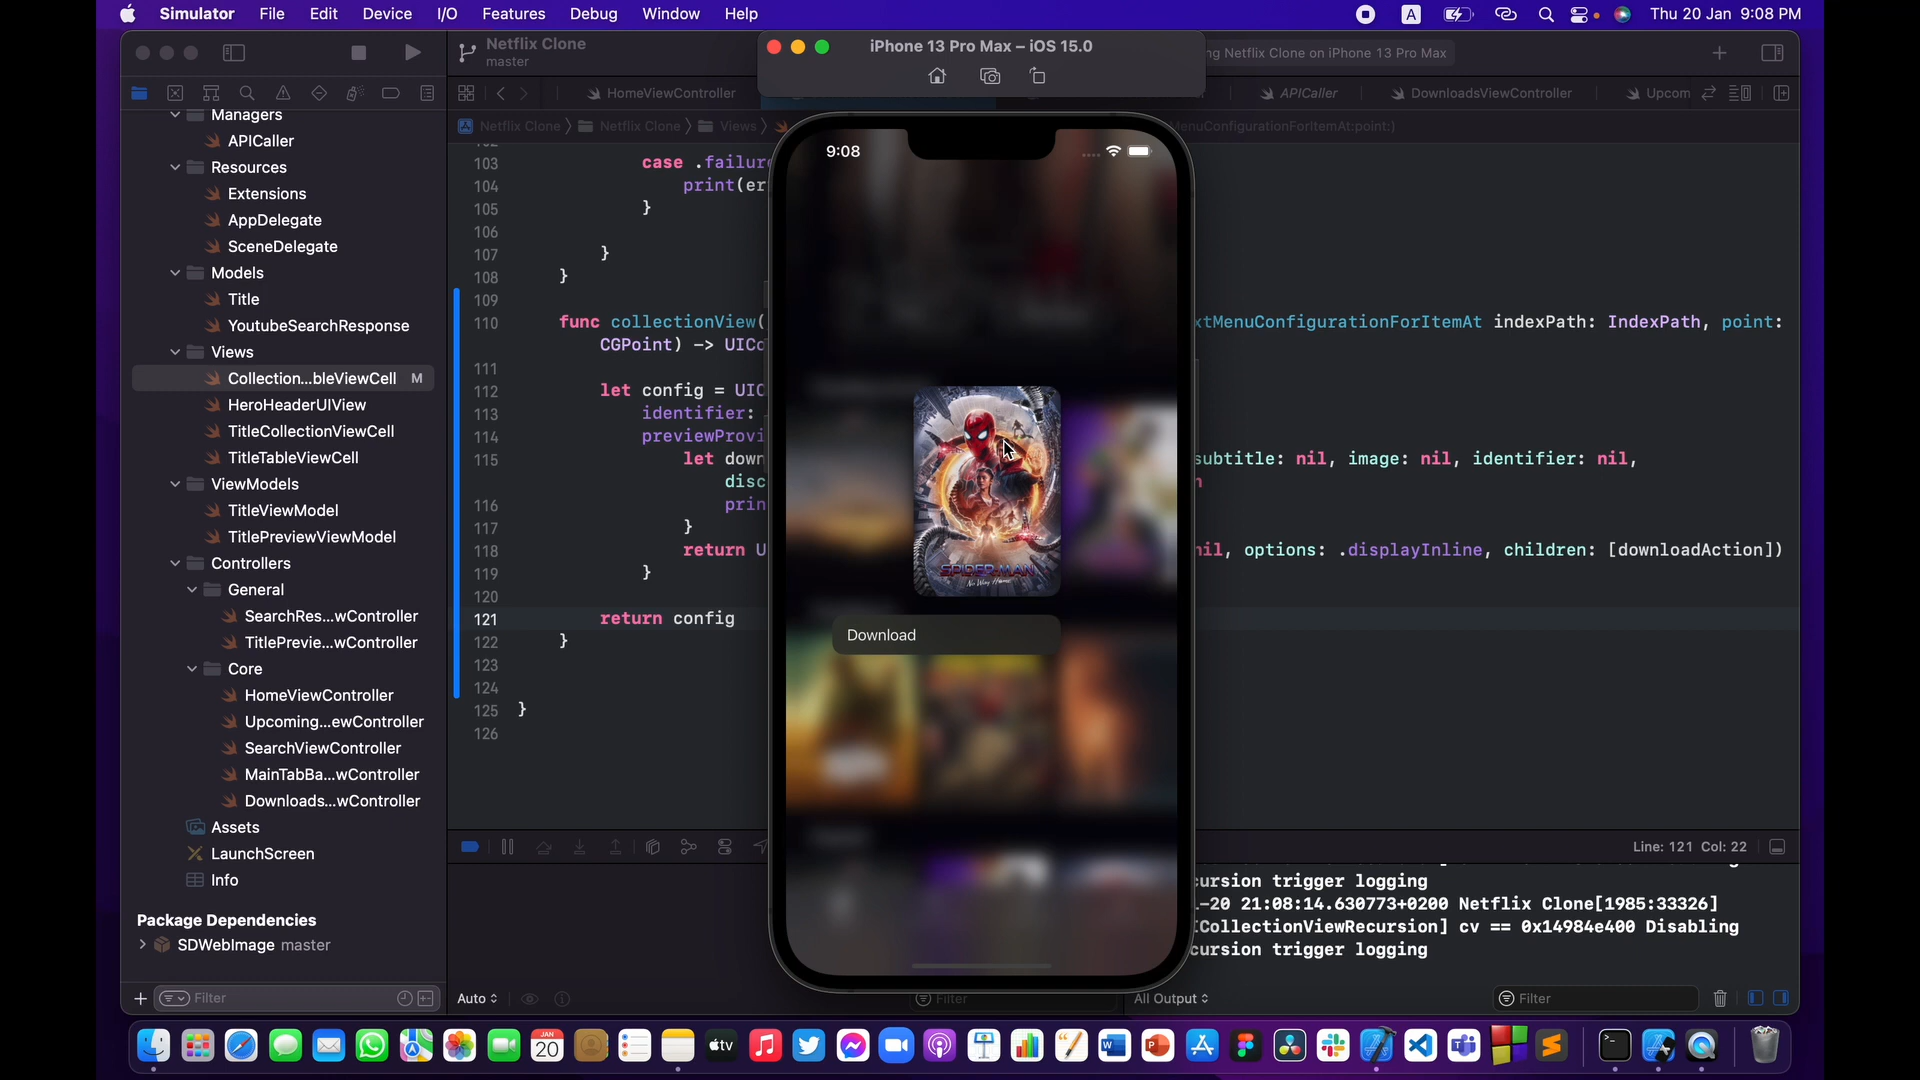 Simulator File Edit Device I/O Features Debug Window Help
A
Thu 20 Jan 9:08 PM
Netflix Clone
master
iPhone 13 Pro Max – iOS 15.0
ng Netflix Clone on iPhone 13 Pro Max
HomeViewController
APICaller
DownloadsViewController
Upcom
Netflix Clone
Netflix Clone
Views
MenuConfigurationForItemAt:point:)
Managers
APICaller
Resources
Extensions
AppDelegate
SceneDelegate
Models
Title
YoutubeSearchResponse
Views
Collection...bleViewCell M
HeroHeaderUIView
TitleCollectionViewCell
TitleTableViewCell
ViewModels
TitleViewModel
TitlePreviewViewModel
Controllers
General
SearchRes...wController
TitlePrevie...wController
Core
HomeViewController
Upcoming...ewController
SearchViewController
MainTabBa...wController
Downloads...wController
Assets
LaunchScreen
Info
Package Dependencies
SDWebImage master
Filter
103 case .failur
104 print(er
105 }
106
107 }
108 }
109
110 func collectionView( xtMenuConfigurationForItemAt indexPath: IndexPath, point:
CGPoint) -> UICo
111
112 let config = UIC
113 identifier:
114 previewProvi
115 let down subtitle: nil, image: nil, identifier: nil,
disc n
116 prin
117 }
118 return U nil, options: .displayInline, children: [downloadAction])
119 }
120
121 return config
122 }
123
124
125 }
126
9:08
SPIDER-MAN
No Way Home
Download
Line: 121 Col: 22
cursion trigger logging
-20 21:08:14.630773+0200 Netflix Clone[1985:33326]
CollectionViewRecursion] cv == 0x14984e400 Disabling
cursion trigger logging
Auto
Filter
All Output
Filter
JAN
20
tv